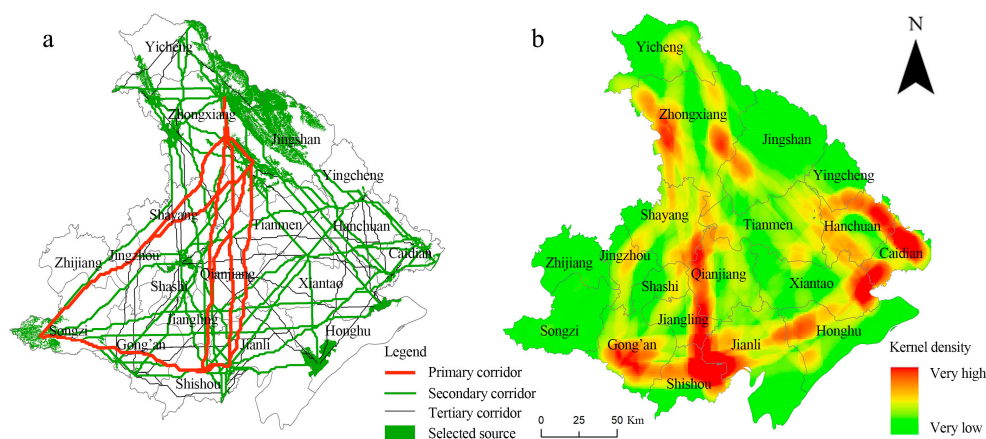 a
Yicheng
Zhongxiang
Jingshan
Yingcheng
Shayang
Tianmen
Hanchuan
Caidian
Zhijiang
Jingzhou
Qianjiang
Shashi
Xiantao
Songzi
Jiangling
Honghu
Gong'an
Jianli
Shishou
Legend
Primary corridor
Secondary corridor
Tertiary corridor
Selected source
b
N
Yicheng
Zhongxiang
Jingshan
Yingcheng
Shayang
Tianmen
Hanchuan
Caidian
Zhijiang
Jingzhou
Qianjiang
Shashi
Xiantao
Songzi
Jiangling
Honghu
Gong'an
Jianli
Shishou
Kernel density
Very high
Very low
0 25 50 Km